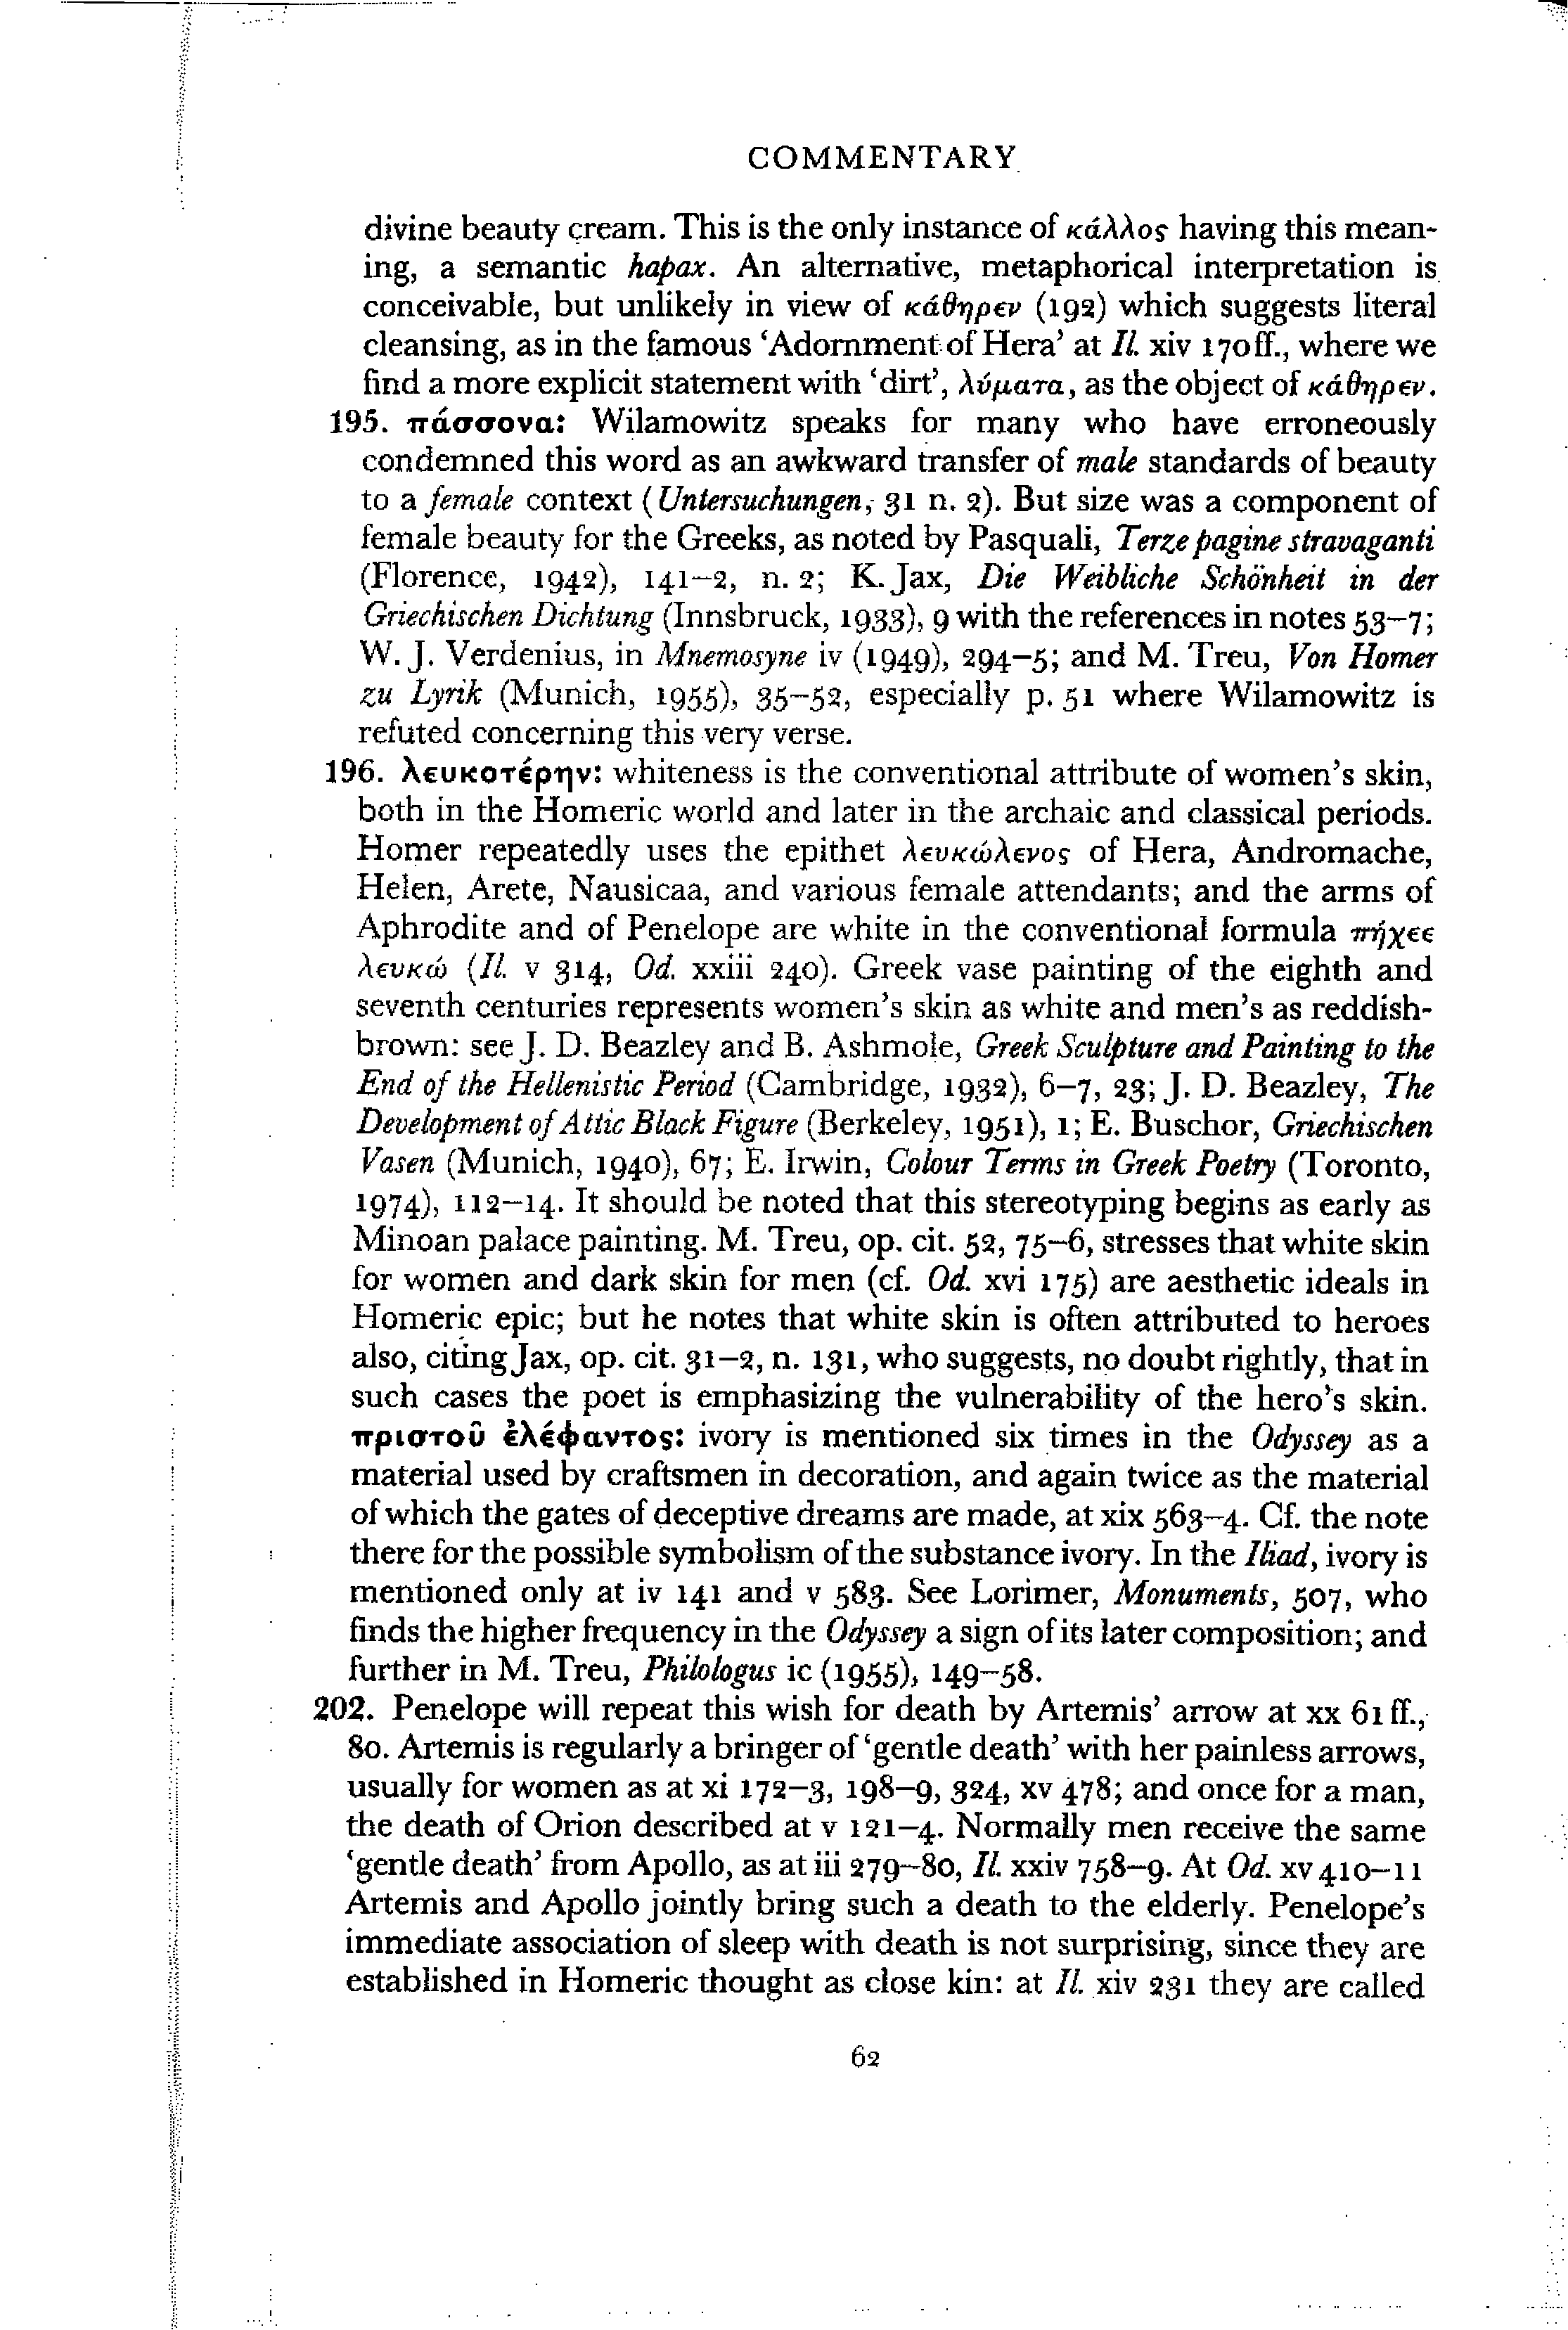 COMMENTARY
divine beauty cream. This is the only instance of κάλλος having this mean-
ing, a semantic hapax. An alternative, metaphorical interpretation is
conceivable, but unlikely in view of κάθηρεν (192) which suggests literal
cleansing, as in the famous ‘Adornment of Hera’ at Il. xiv 170ff., where we
find a more explicit statement with ‘dirt’, λύματα, as the object of κάθηρεν.
195. πάσσονα: Wilamowitz speaks for many who have erroneously
condemned this word as an awkward transfer of male standards of beauty
to a female context (Untersuchungen, 31 n. 2). But size was a component of
female beauty for the Greeks, as noted by Pasquali, Terze pagine stravaganti
(Florence, 1942), 141–2, n. 2; K. Jax, Die Weibliche Schönheit in der
Griechischen Dichtung (Innsbruck, 1933), 9 with the references in notes 53–7;
W. J. Verdenius, in Mnemosyne iv (1949), 294–5; and M. Treu, Von Homer
zu Lyrik (Munich, 1955), 35–52, especially p. 51 where Wilamowitz is
refuted concerning this very verse.
196. λευκοτέρην: whiteness is the conventional attribute of women’s skin,
both in the Homeric world and later in the archaic and classical periods.
Homer repeatedly uses the epithet λευκώλενος of Hera, Andromache,
Helen, Arete, Nausicaa, and various female attendants; and the arms of
Aphrodite and of Penelope are white in the conventional formula πήχεε
λευκώ (Il. v 314, Od. xxiii 240). Greek vase painting of the eighth and
seventh centuries represents women’s skin as white and men’s as reddish-
brown: see J. D. Beazley and B. Ashmole, Greek Sculpture and Painting to the
End of the Hellenistic Period (Cambridge, 1932), 6–7, 23; J. D. Beazley, The
Development of Attic Black Figure (Berkeley, 1951), 1; E. Buschor, Griechischen
Vasen (Munich, 1940), 67; E. Irwin, Colour Terms in Greek Poetry (Toronto,
1974), 112–14. It should be noted that this stereotyping begins as early as
Minoan palace painting. M. Treu, op. cit. 52, 75–6, stresses that white skin
for women and dark skin for men (cf. Od. xvi 175) are aesthetic ideals in
Homeric epic; but he notes that white skin is often attributed to heroes
also, citing Jax, op. cit. 31–2, n. 131, who suggests, no doubt rightly, that in
such cases the poet is emphasizing the vulnerability of the hero’s skin.
πριστοῦ ἐλέφαντος: ivory is mentioned six times in the Odyssey as a
material used by craftsmen in decoration, and again twice as the material
of which the gates of deceptive dreams are made, at xix 563–4. Cf. the note
there for the possible symbolism of the substance ivory. In the Iliad, ivory is
mentioned only at iv 141 and v 583. See Lorimer, Monuments, 507, who
finds the higher frequency in the Odyssey a sign of its later composition; and
further in M. Treu, Philologus ic (1955), 149–58.
202. Penelope will repeat this wish for death by Artemis’ arrow at xx 61 ff.,
80. Artemis is regularly a bringer of ‘gentle death’ with her painless arrows,
usually for women as at xi 172–3, 198–9, 324, xv 478; and once for a man,
the death of Orion described at v 121–4. Normally men receive the same
‘gentle death’ from Apollo, as at iii 279–80, Il. xxiv 758–9. At Od. xv 410–11
Artemis and Apollo jointly bring such a death to the elderly. Penelope’s
immediate association of sleep with death is not surprising, since they are
established in Homeric thought as close kin: at Il. xiv 231 they are called
62